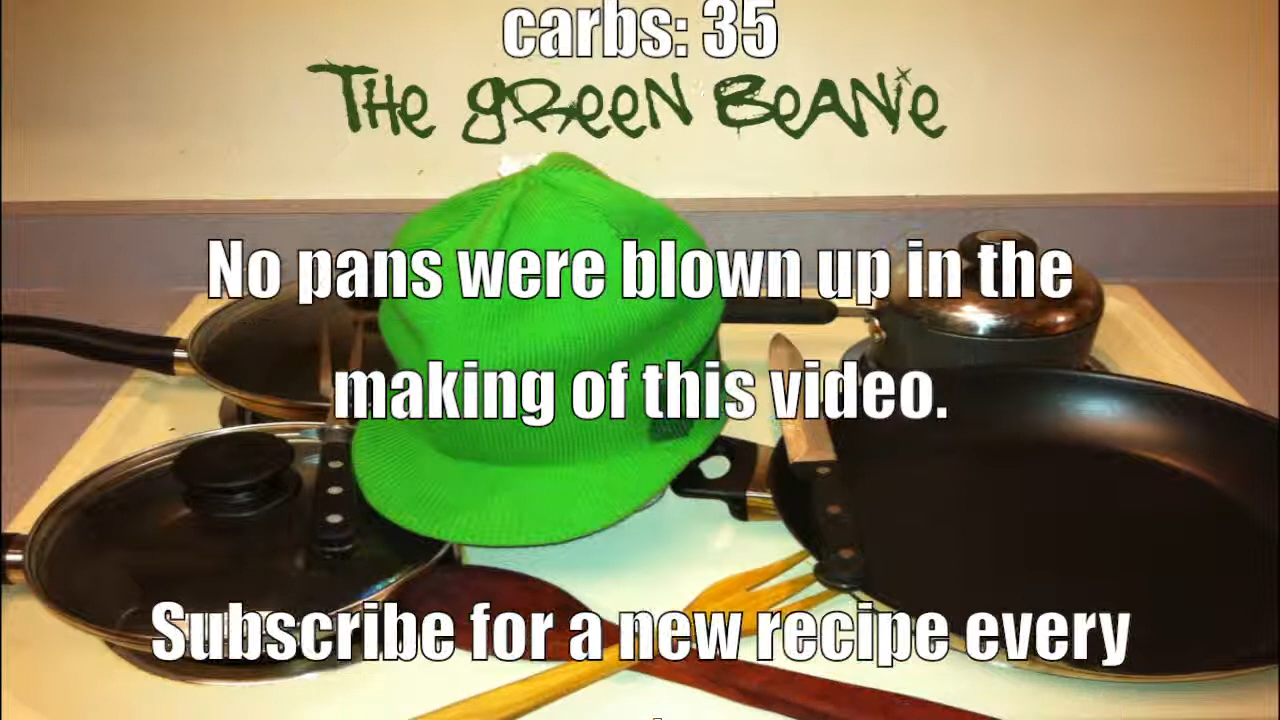 carbs: 35
THe gReeN BeANie
No pans were blown up in the
making of this video.
Subscribe for a new recipe every